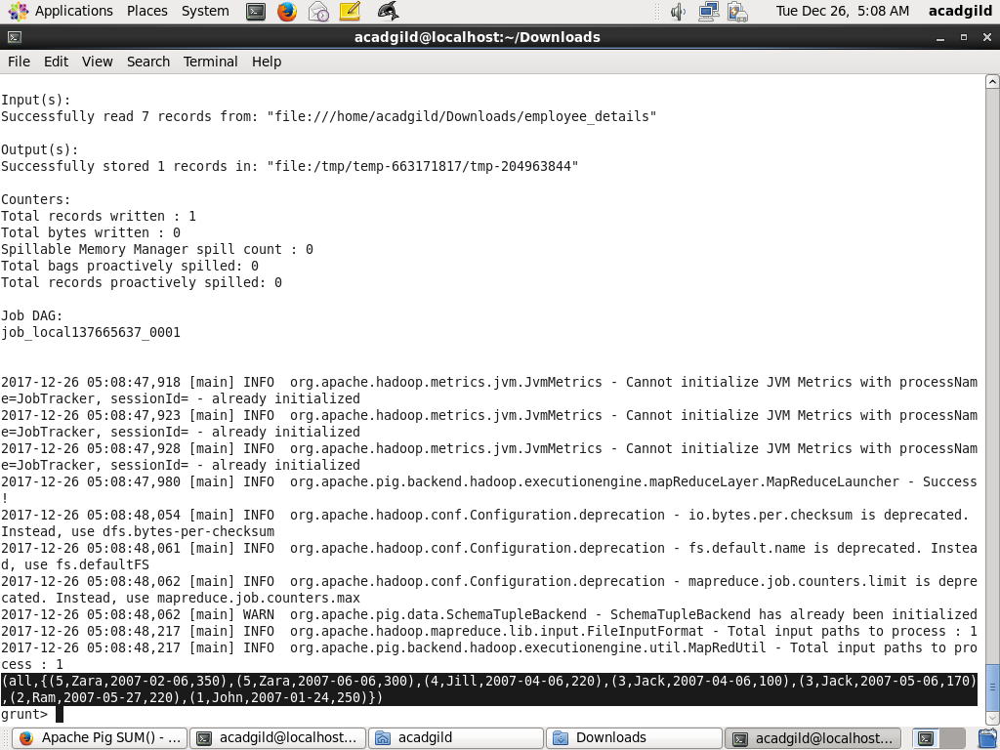 Applications Places System Tue Dec 26, 5:08 AM acadgild
acadgild@localhost:~/Downloads
File Edit View Search Terminal Help
Input(s):
Successfully read 7 records from: "file:///home/acadgild/Downloads/employee_details"
Output(s):
Successfully stored 1 records in: "file:/tmp/temp-663171817/tmp-204963844"
Counters:
Total records written : 1
Total bytes written : 0
Spillable Memory Manager spill count : 0
Total bags proactively spilled: 0
Total records proactively spilled: 0
Job DAG:
job_local137665637_0001
2017-12-26 05:08:47,918 [main] INFO  org.apache.hadoop.metrics.jvm.JvmMetrics - Cannot initialize JVM Metrics with processNam
e=JobTracker, sessionId= - already initialized
2017-12-26 05:08:47,923 [main] INFO  org.apache.hadoop.metrics.jvm.JvmMetrics - Cannot initialize JVM Metrics with processNam
e=JobTracker, sessionId= - already initialized
2017-12-26 05:08:47,928 [main] INFO  org.apache.hadoop.metrics.jvm.JvmMetrics - Cannot initialize JVM Metrics with processNam
e=JobTracker, sessionId= - already initialized
2017-12-26 05:08:47,980 [main] INFO  org.apache.pig.backend.hadoop.executionengine.mapReduceLayer.MapReduceLauncher - Success
!
2017-12-26 05:08:48,054 [main] INFO  org.apache.hadoop.conf.Configuration.deprecation - io.bytes.per.checksum is deprecated.
Instead, use dfs.bytes-per-checksum
2017-12-26 05:08:48,061 [main] INFO  org.apache.hadoop.conf.Configuration.deprecation - fs.default.name is deprecated. Instea
d, use fs.defaultFS
2017-12-26 05:08:48,062 [main] INFO  org.apache.hadoop.conf.Configuration.deprecation - mapreduce.job.counters.limit is depre
cated. Instead, use mapreduce.job.counters.max
2017-12-26 05:08:48,062 [main] WARN  org.apache.pig.data.SchemaTupleBackend - SchemaTupleBackend has already been initialized
2017-12-26 05:08:48,217 [main] INFO  org.apache.hadoop.mapreduce.lib.input.FileInputFormat - Total input paths to process : 1
2017-12-26 05:08:48,217 [main] INFO  org.apache.pig.backend.hadoop.executionengine.util.MapRedUtil - Total input paths to pro
cess : 1
(all,{(5,Zara,2007-02-06,350),(5,Zara,2007-06-06,300),(4,Jill,2007-04-06,220),(3,Jack,2007-04-06,100),(3,Jack,2007-05-06,170)
,(2,Ram,2007-05-27,220),(1,John,2007-01-24,250)})
grunt>
Apache Pig SUM() - ... acadgild@localhost... acadgild Downloads acadgild@localhost...